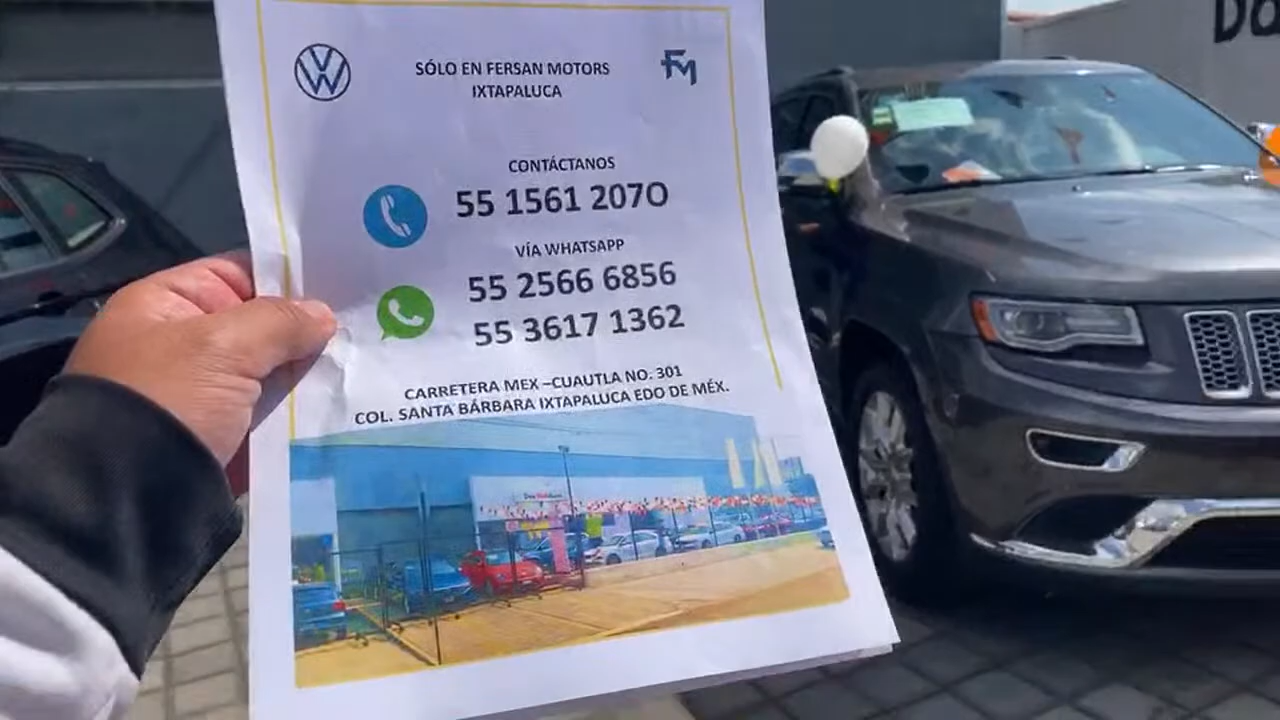 SÓLO EN FERSAN MOTORS
IXTAPALUCA
FM
CONTÁCTANOS
55 1561 2070
VÍA WHATSAPP
55 2566 6856
55 3617 1362
CARRETERA MEX –CUAUTLA NO. 301
COL. SANTA BÁRBARA IXTAPALUCA EDO DE MÉX.
Das